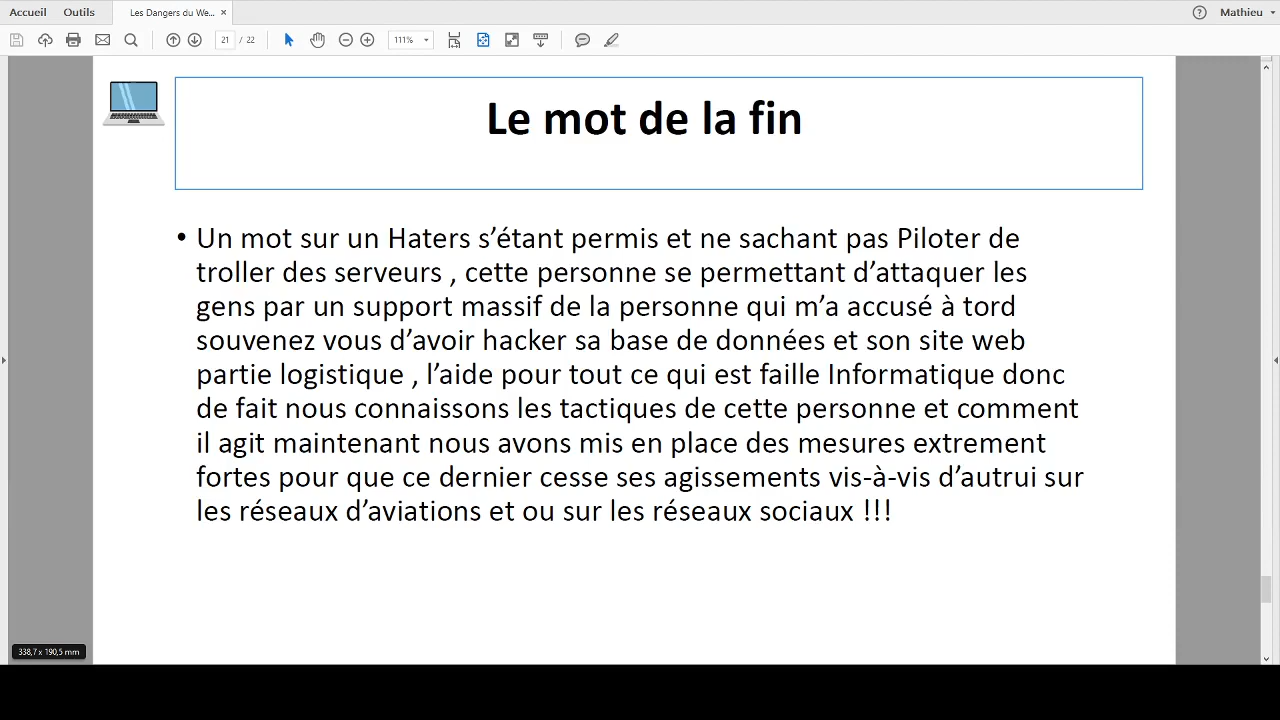 Accueil Outils Les Dangers du We... × Mathieu
21 / 22 111%
Le mot de la fin
• Un mot sur un Haters s’étant permis et ne sachant pas Piloter de
troller des serveurs , cette personne se permettant d’attaquer les
gens par un support massif de la personne qui m’a accusé à tord
souvenez vous d’avoir hacker sa base de données et son site web
partie logistique , l’aide pour tout ce qui est faille Informatique donc
de fait nous connaissons les tactiques de cette personne et comment
il agit maintenant nous avons mis en place des mesures extrement
fortes pour que ce dernier cesse ses agissements vis-à-vis d’autrui sur
les réseaux d’aviations et ou sur les réseaux sociaux !!!
338,7 x 190,5 mm